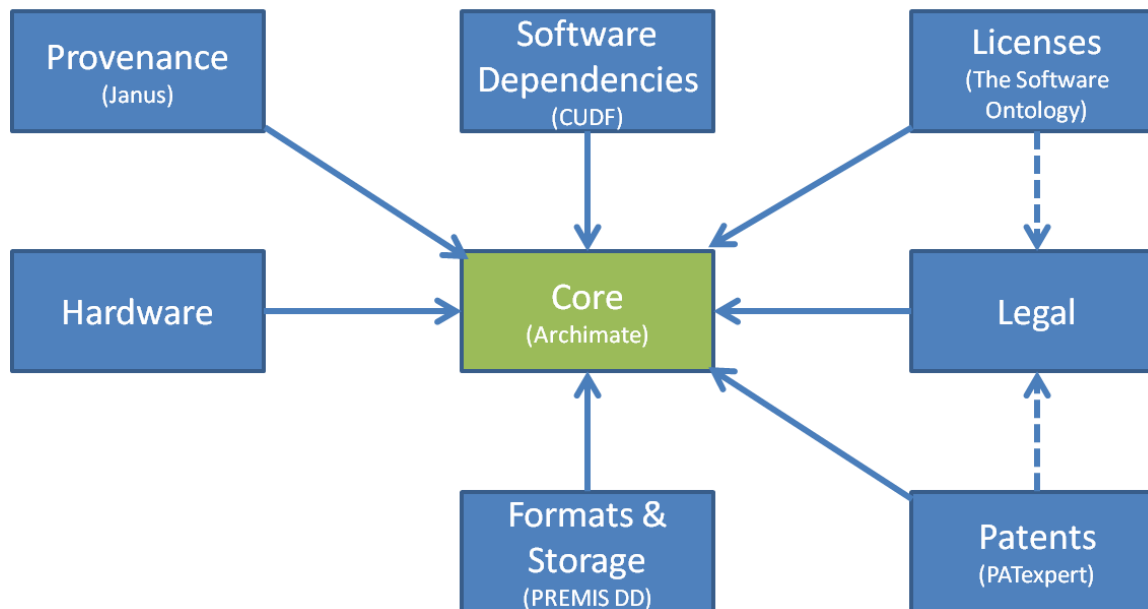 Provenance
(Janus)
Software
Dependencies
(CUDF)
Licenses
(The Software
Ontology)
Hardware
Core
(Archimate)
Legal
Formats &
Storage
(PREMIS DD)
Patents
(PATexpert)